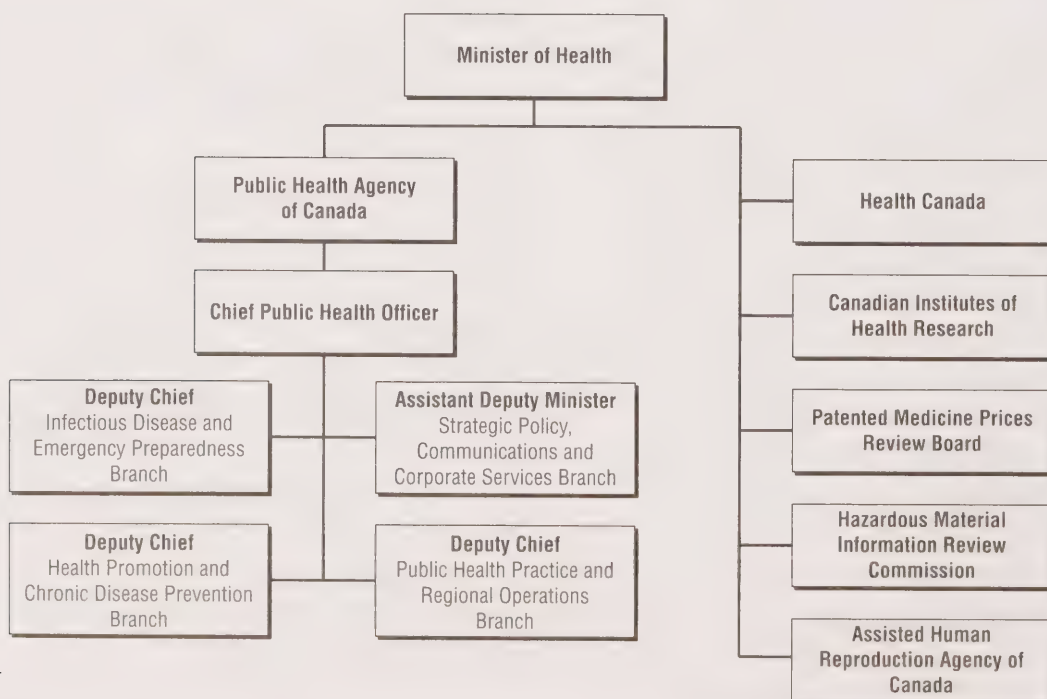 Minister of Health
Public Health Agency
of Canada
Chief Public Health Officer
Deputy Chief
Infectious Disease and
Emergency Preparedness
Branch
Assistant Deputy Minister
Strategic Policy,
Communications and
Corporate Services Branch
Deputy Chief
Health Promotion and
Chronic Disease Prevention
Branch
Deputy Chief
Public Health Practice and
Regional Operations
Branch
Health Canada
Canadian Institutes of
Health Research
Patented Medicine Prices
Review Board
Hazardous Material
Information Review
Commission
Assisted Human
Reproduction Agency of
Canada